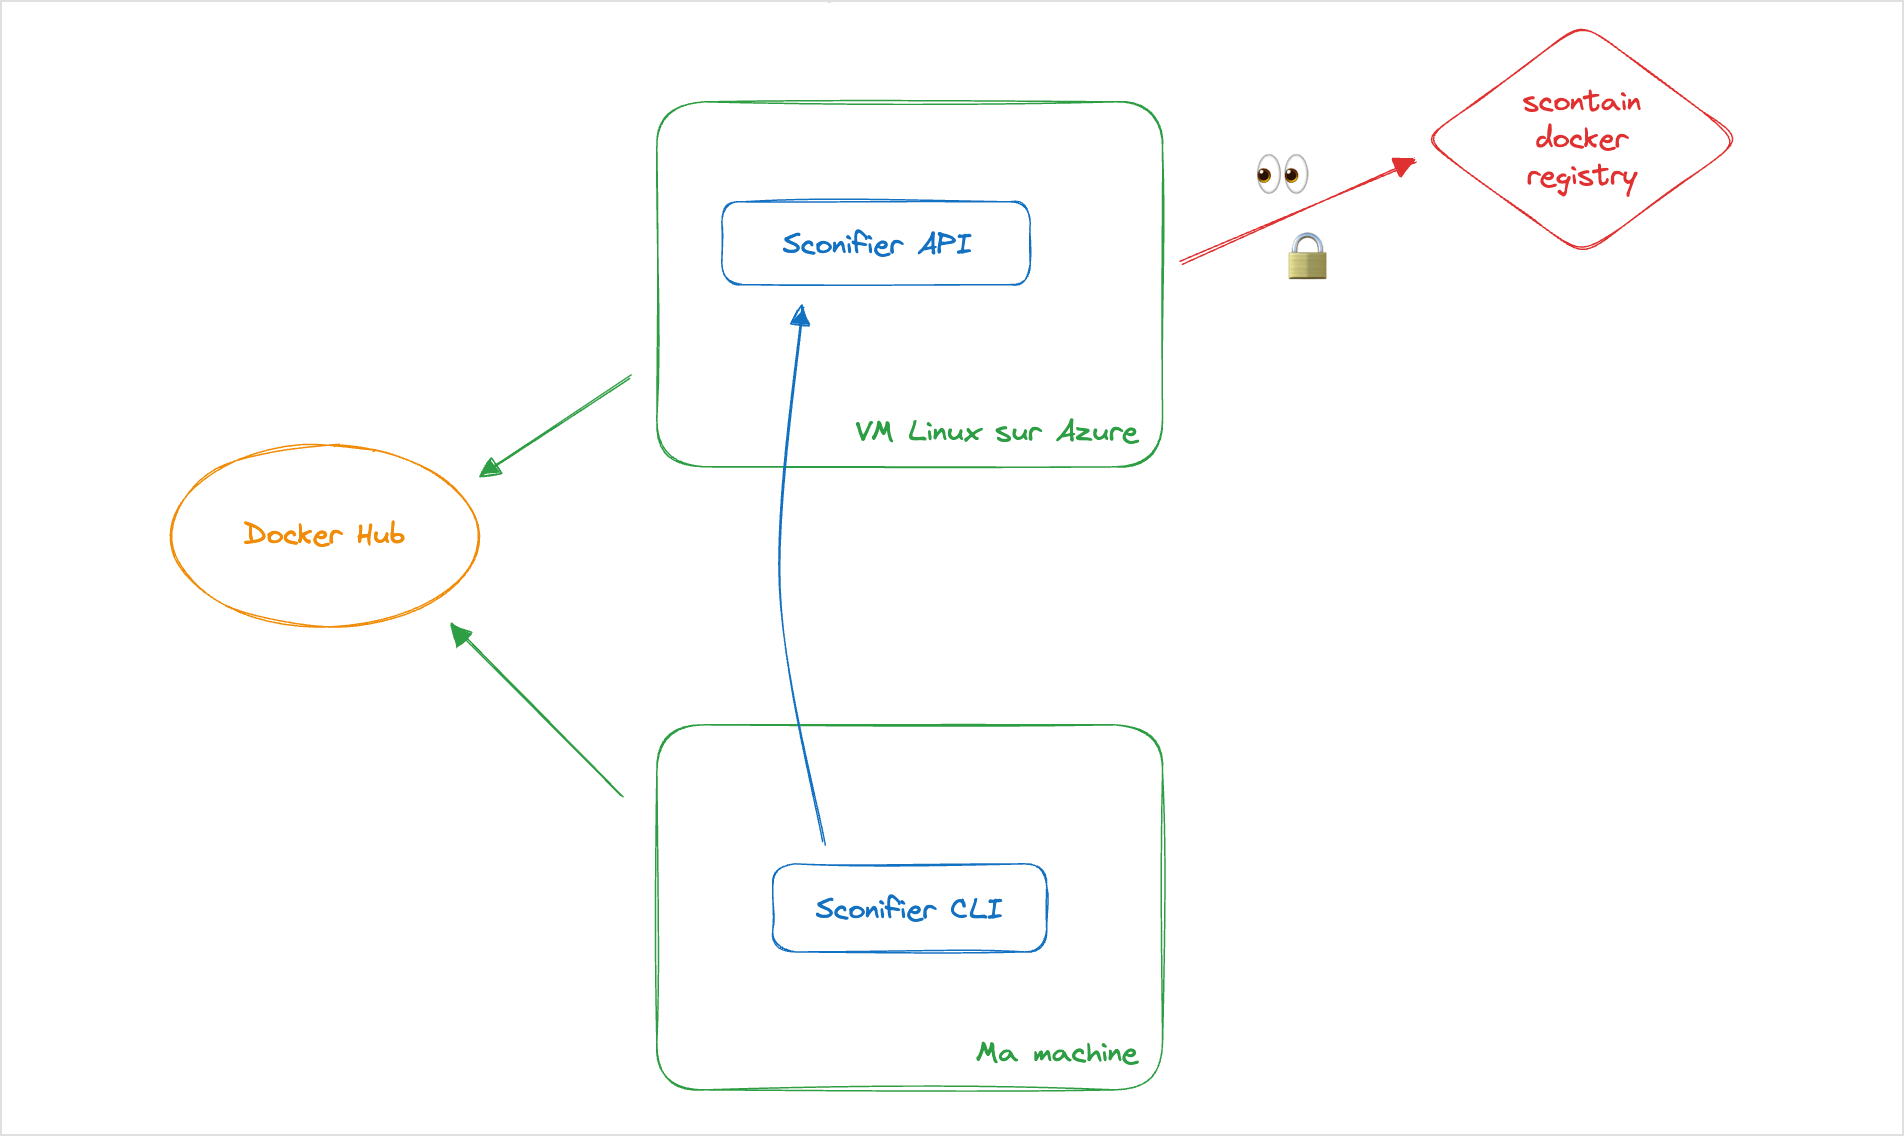 scontain
docker
registry
Sconifier API
VM Linux sur Azure
Docker Hub
Sconifier CLI
Ma machine